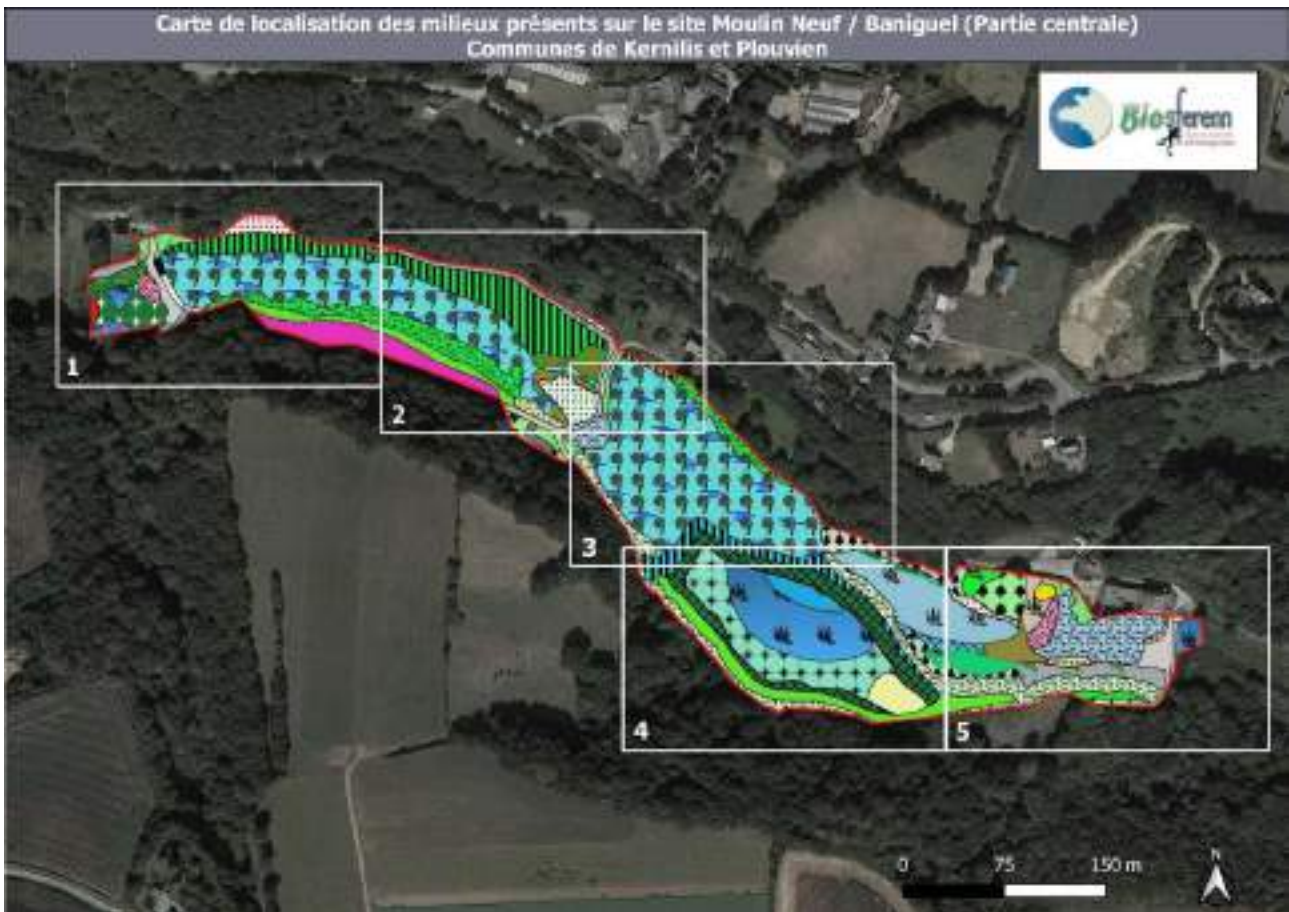 Carte de localisation des milieux présents sur le site Moulin Neuf / Baniguel (Partie centrale)
Communes de Kernilis et Plouvien
Biosferenn
1
2
3
4
5
0 75 150 m
N